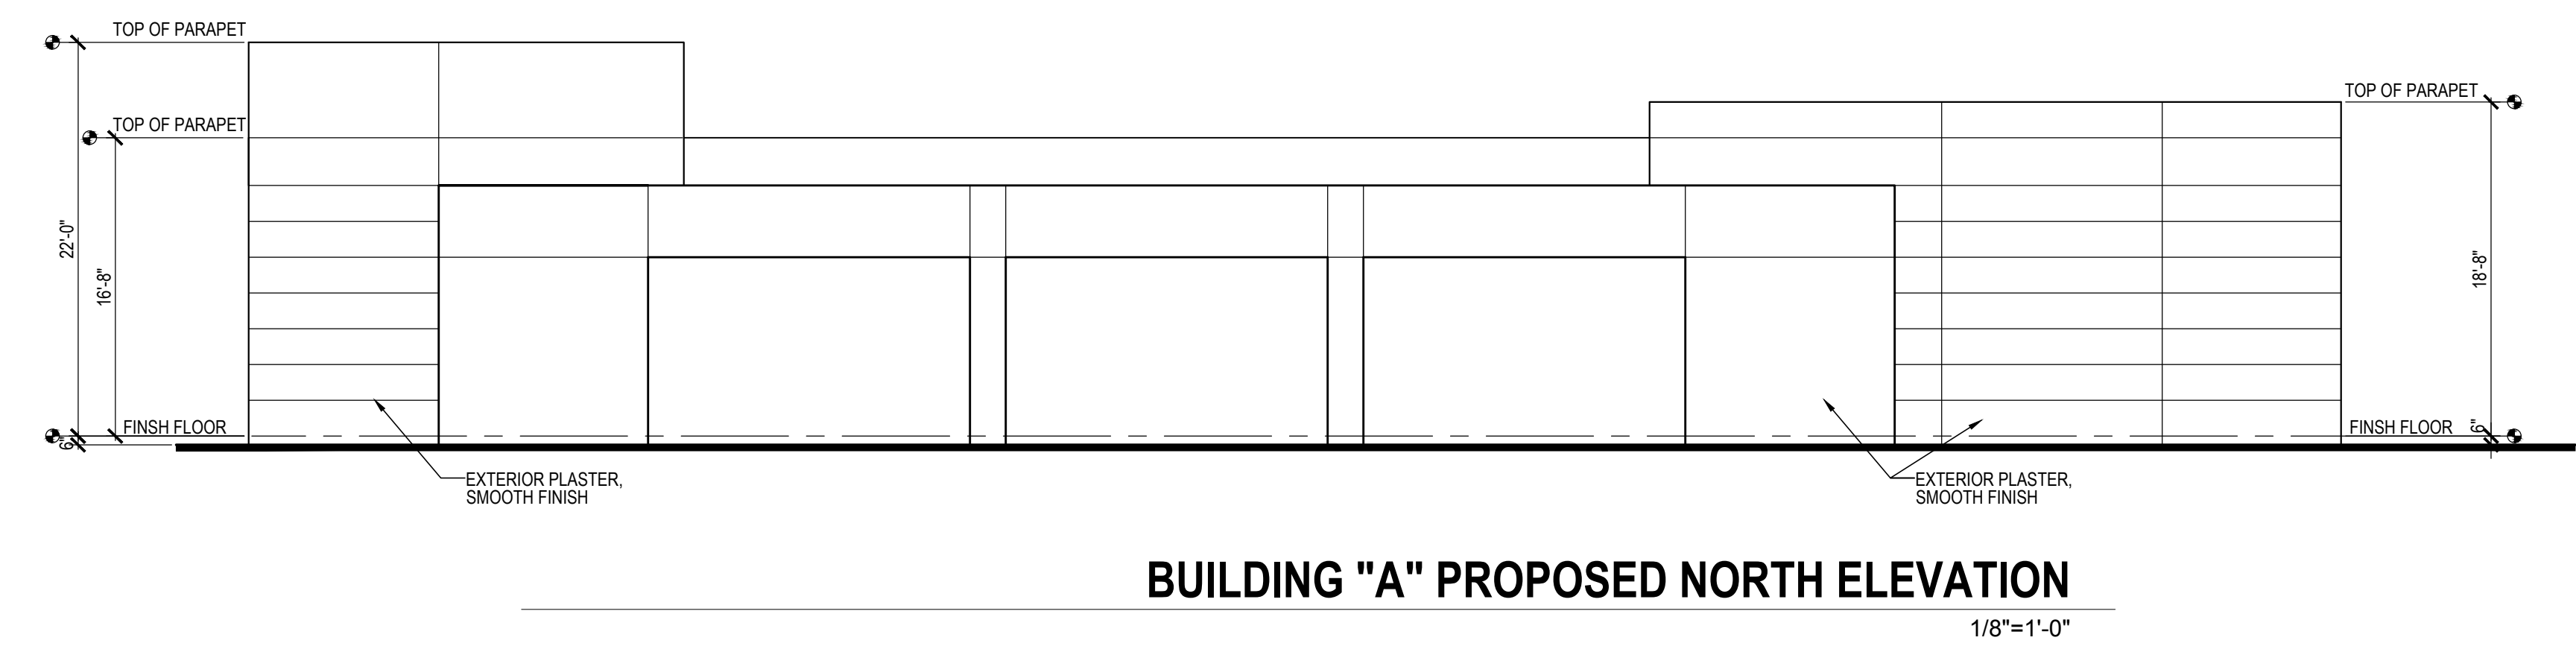 TOP OF PARAPET
TOP OF PARAPET
TOP OF PARAPET
22'-0"
16'-8"
18'-8"
FINSH FLOOR
6"
FINSH FLOOR
6"
EXTERIOR PLASTER,
SMOOTH FINISH
EXTERIOR PLASTER,
SMOOTH FINISH
BUILDING "A" PROPOSED NORTH ELEVATION
1/8"=1'-0"